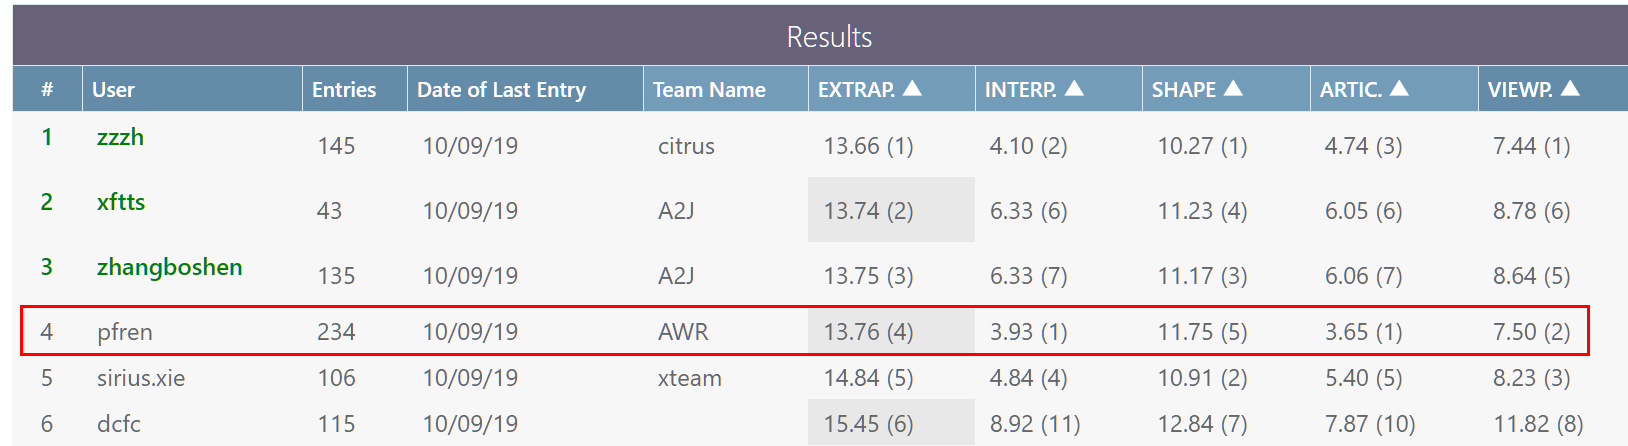 Results
# User Entries Date of Last Entry Team Name EXTRAP. ▲ INTERP. ▲ SHAPE ▲ ARTIC. ▲ VIEWP. ▲
1 zzzh 145 10/09/19 citrus 13.66 (1) 4.10 (2) 10.27 (1) 4.74 (3) 7.44 (1)
2 xftts 43 10/09/19 A2J 13.74 (2) 6.33 (6) 11.23 (4) 6.05 (6) 8.78 (6)
3 zhangboshen 135 10/09/19 A2J 13.75 (3) 6.33 (7) 11.17 (3) 6.06 (7) 8.64 (5)
4 pfren 234 10/09/19 AWR 13.76 (4) 3.93 (1) 11.75 (5) 3.65 (1) 7.50 (2)
5 sirius.xie 106 10/09/19 xteam 14.84 (5) 4.84 (4) 10.91 (2) 5.40 (5) 8.23 (3)
6 dcfc 115 10/09/19 15.45 (6) 8.92 (11) 12.84 (7) 7.87 (10) 11.82 (8)